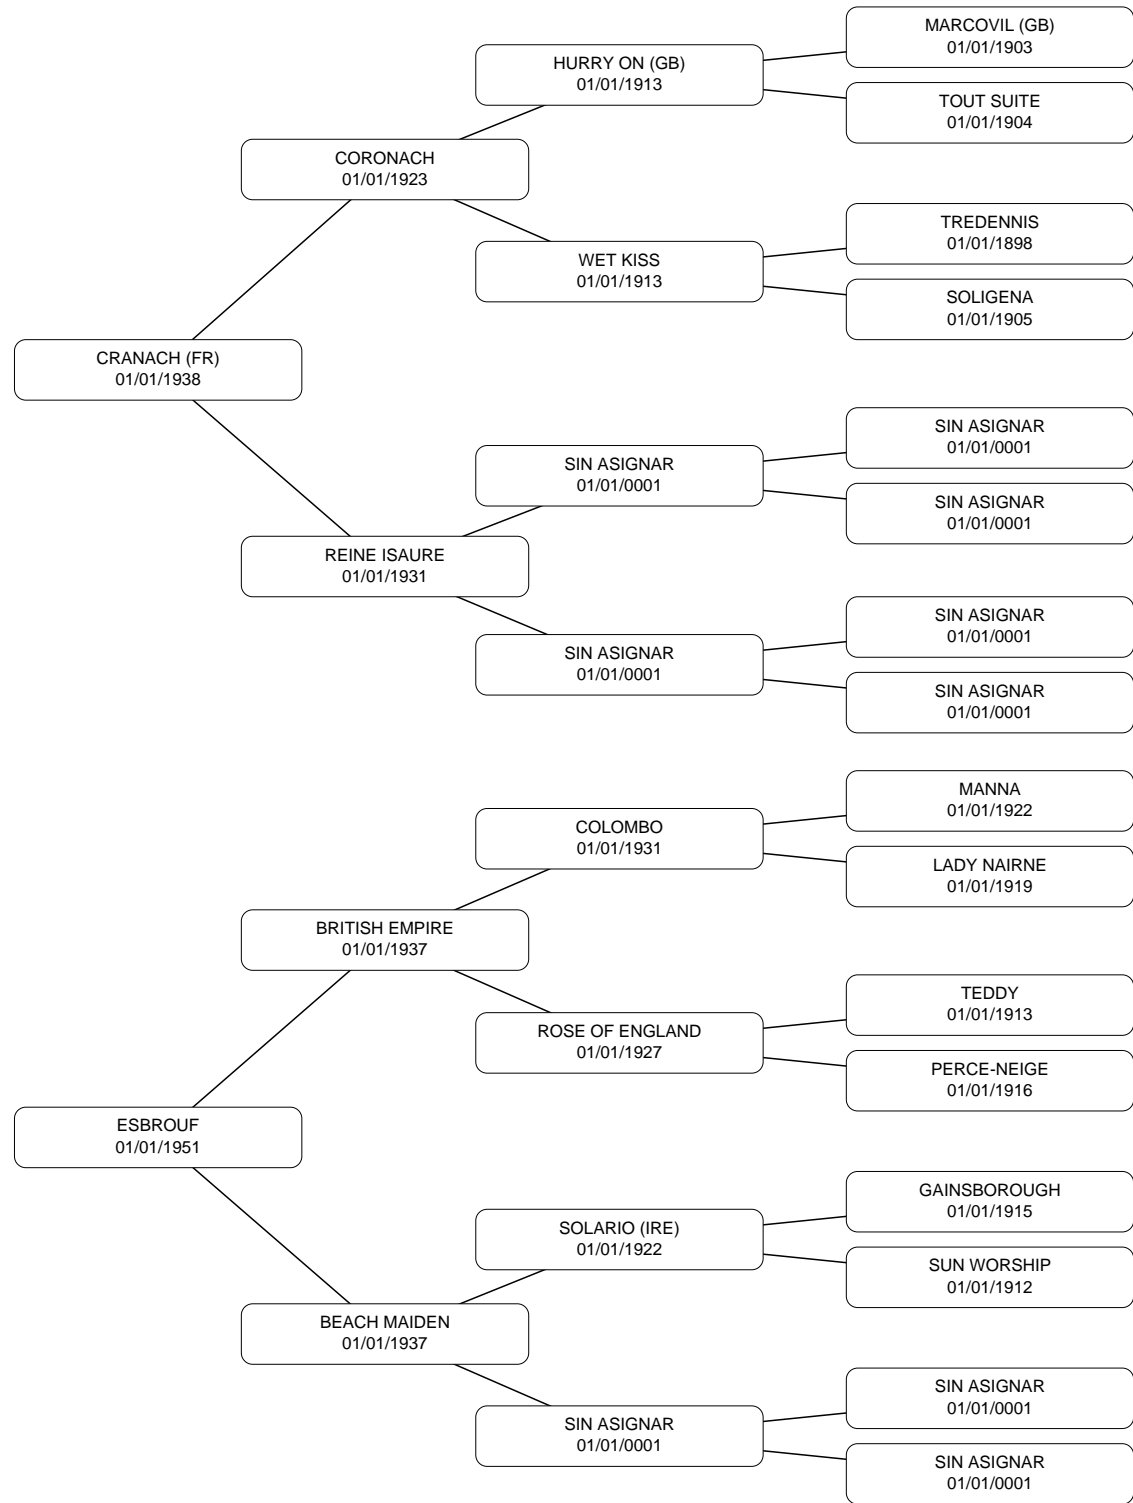 MARCOVIL (GB)
01/01/1903
HURRY ON (GB)
01/01/1913
TOUT SUITE
01/01/1904
CORONACH
01/01/1923
TREDENNIS
01/01/1898
WET KISS
01/01/1913
SOLIGENA
01/01/1905
CRANACH (FR)
01/01/1938
SIN ASIGNAR
01/01/0001
SIN ASIGNAR
01/01/0001
SIN ASIGNAR
01/01/0001
REINE ISAURE
01/01/1931
SIN ASIGNAR
01/01/0001
SIN ASIGNAR
01/01/0001
SIN ASIGNAR
01/01/0001
MANNA
01/01/1922
COLOMBO
01/01/1931
LADY NAIRNE
01/01/1919
BRITISH EMPIRE
01/01/1937
TEDDY
01/01/1913
ROSE OF ENGLAND
01/01/1927
PERCE-NEIGE
01/01/1916
ESBROUF
01/01/1951
GAINSBOROUGH
01/01/1915
SOLARIO (IRE)
01/01/1922
SUN WORSHIP
01/01/1912
BEACH MAIDEN
01/01/1937
SIN ASIGNAR
01/01/0001
SIN ASIGNAR
01/01/0001
SIN ASIGNAR
01/01/0001